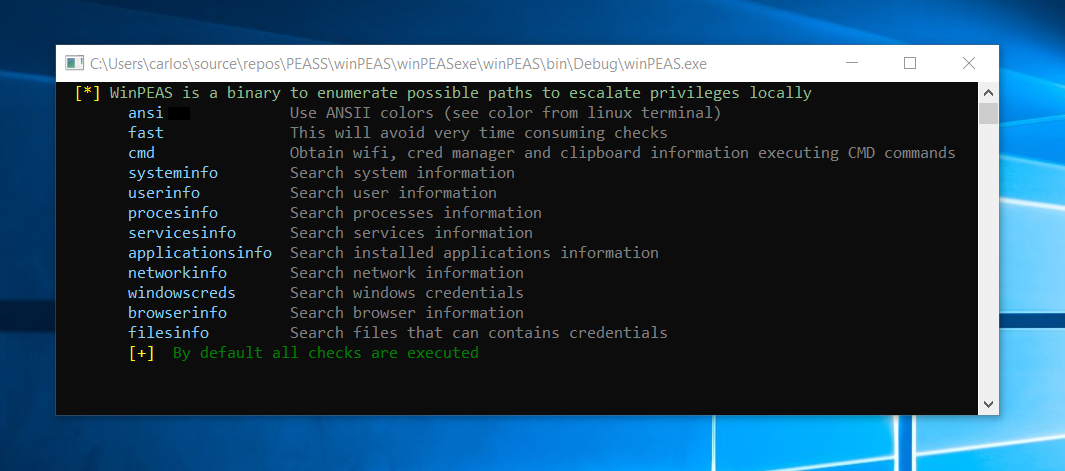 C:\Users\carlos\source\repos\PEASS\winPEAS\winPEASexe\winPEAS\bin\Debug\winPEAS.exe
[*] WinPEAS is a binary to enumerate possible paths to escalate privileges locally
ansi Use ANSII colors (see color from linux terminal)
fast This will avoid very time consuming checks
cmd Obtain wifi, cred manager and clipboard information executing CMD commands
systeminfo Search system information
userinfo Search user information
procesinfo Search processes information
servicesinfo Search services information
applicationsinfo Search installed applications information
networkinfo Search network information
windowscreds Search windows credentials
browserinfo Search browser information
filesinfo Search files that can contains credentials
[+] By default all checks are executed